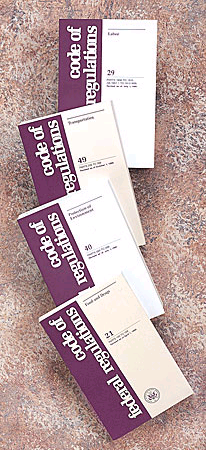 code of
regulations
Labor
29
code of
regulations
Transportation
49
code of
regulations
Protection of
Environment
40
code of
federal regulations
Food and Drugs
21